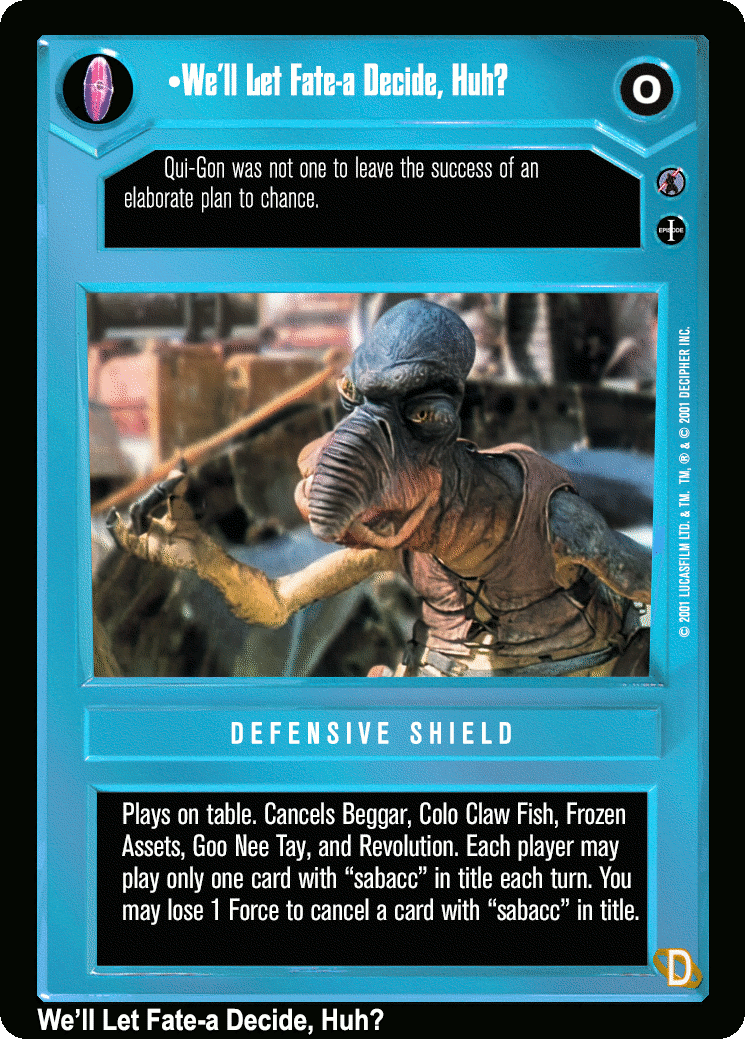 •We'll Let Fate-a Decide, Huh?
0
Qui-Gon was not one to leave the success of an
elaborate plan to chance.
EPISODE I
© 2001 LUCASFILM LTD. & TM. TM, ® & © 2001 DECIPHER INC.
DEFENSIVE SHIELD
Plays on table. Cancels Beggar, Colo Claw Fish, Frozen
Assets, Goo Nee Tay, and Revolution. Each player may
play only one card with “sabacc” in title each turn. You
may lose 1 Force to cancel a card with “sabacc” in title.
D
We'll Let Fate-a Decide, Huh?